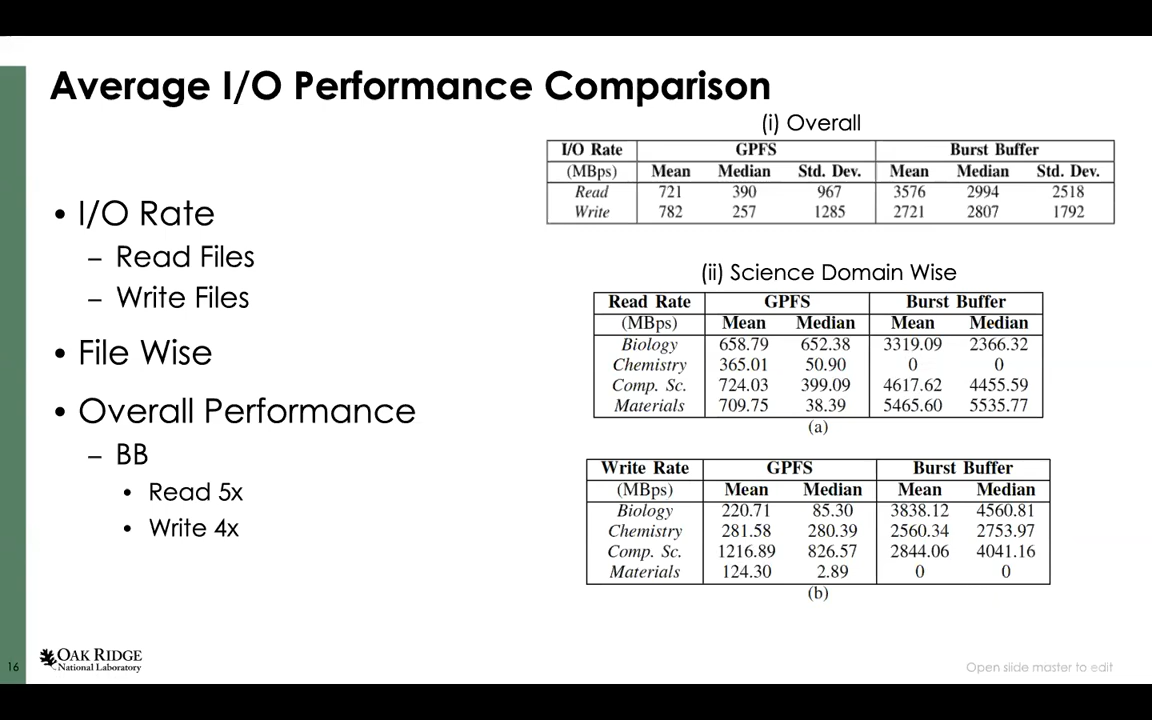 Average I/O Performance Comparison
• I/O Rate
– Read Files
– Write Files
• File Wise
• Overall Performance
– BB
• Read 5x
• Write 4x
(i) Overall
I/O Rate GPFS Burst Buffer
(MBps) Mean Median Std. Dev. Mean Median Std. Dev.
Read 721 390 967 3576 2994 2518
Write 782 257 1285 2721 2807 1792
(ii) Science Domain Wise
Read Rate GPFS Burst Buffer
(MBps) Mean Median Mean Median
Biology 658.79 652.38 3319.09 2366.32
Chemistry 365.01 50.90 0 0
Comp. Sc. 724.03 399.09 4617.62 4455.59
Materials 709.75 38.39 5465.60 5535.77
(a)
Write Rate GPFS Burst Buffer
(MBps) Mean Median Mean Median
Biology 220.71 85.30 3838.12 4560.81
Chemistry 281.58 280.39 2560.34 2753.97
Comp. Sc. 1216.89 826.57 2844.06 4041.16
Materials 124.30 2.89 0 0
(b)
16
OAK RIDGE
National Laboratory
Open slide master to edit